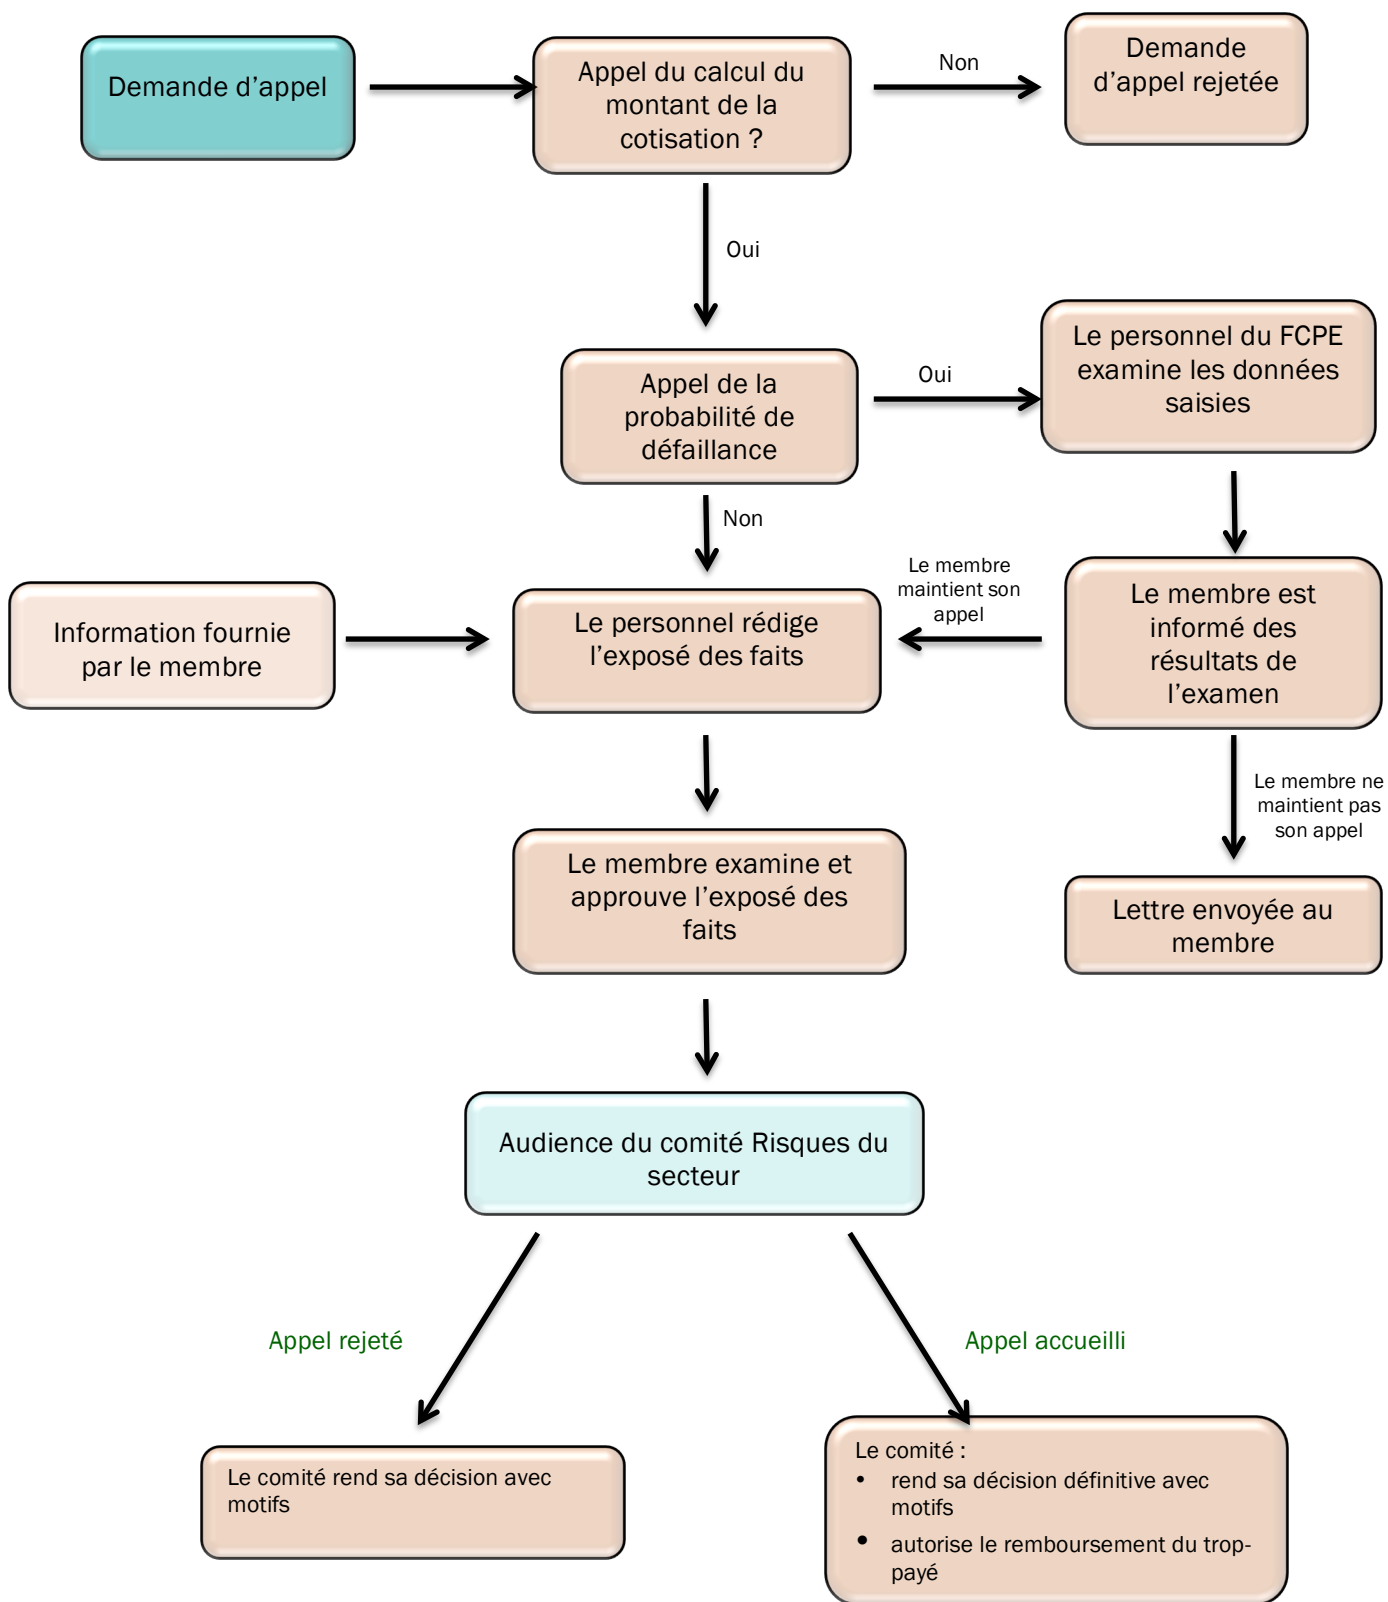 Demande d’appel
Appel du calcul du
montant de la
cotisation ?
Non
Demande
d’appel rejetée
Oui
Appel de la
probabilité de
défaillance
Oui
Le personnel du FCPE
examine les données
saisies
Non
Information fournie
par le membre
Le personnel rédige
l’exposé des faits
Le membre
maintient son
appel
Le membre est
informé des
résultats de
l’examen
Le membre ne
maintient pas
son appel
Le membre examine et
approuve l’exposé des
faits
Lettre envoyée au
membre
Audience du comité Risques du
secteur
Appel rejeté
Appel accueilli
Le comité rend sa décision avec
motifs
Le comité :
• rend sa décision définitive avec
motifs
• autorise le remboursement du trop-
payé